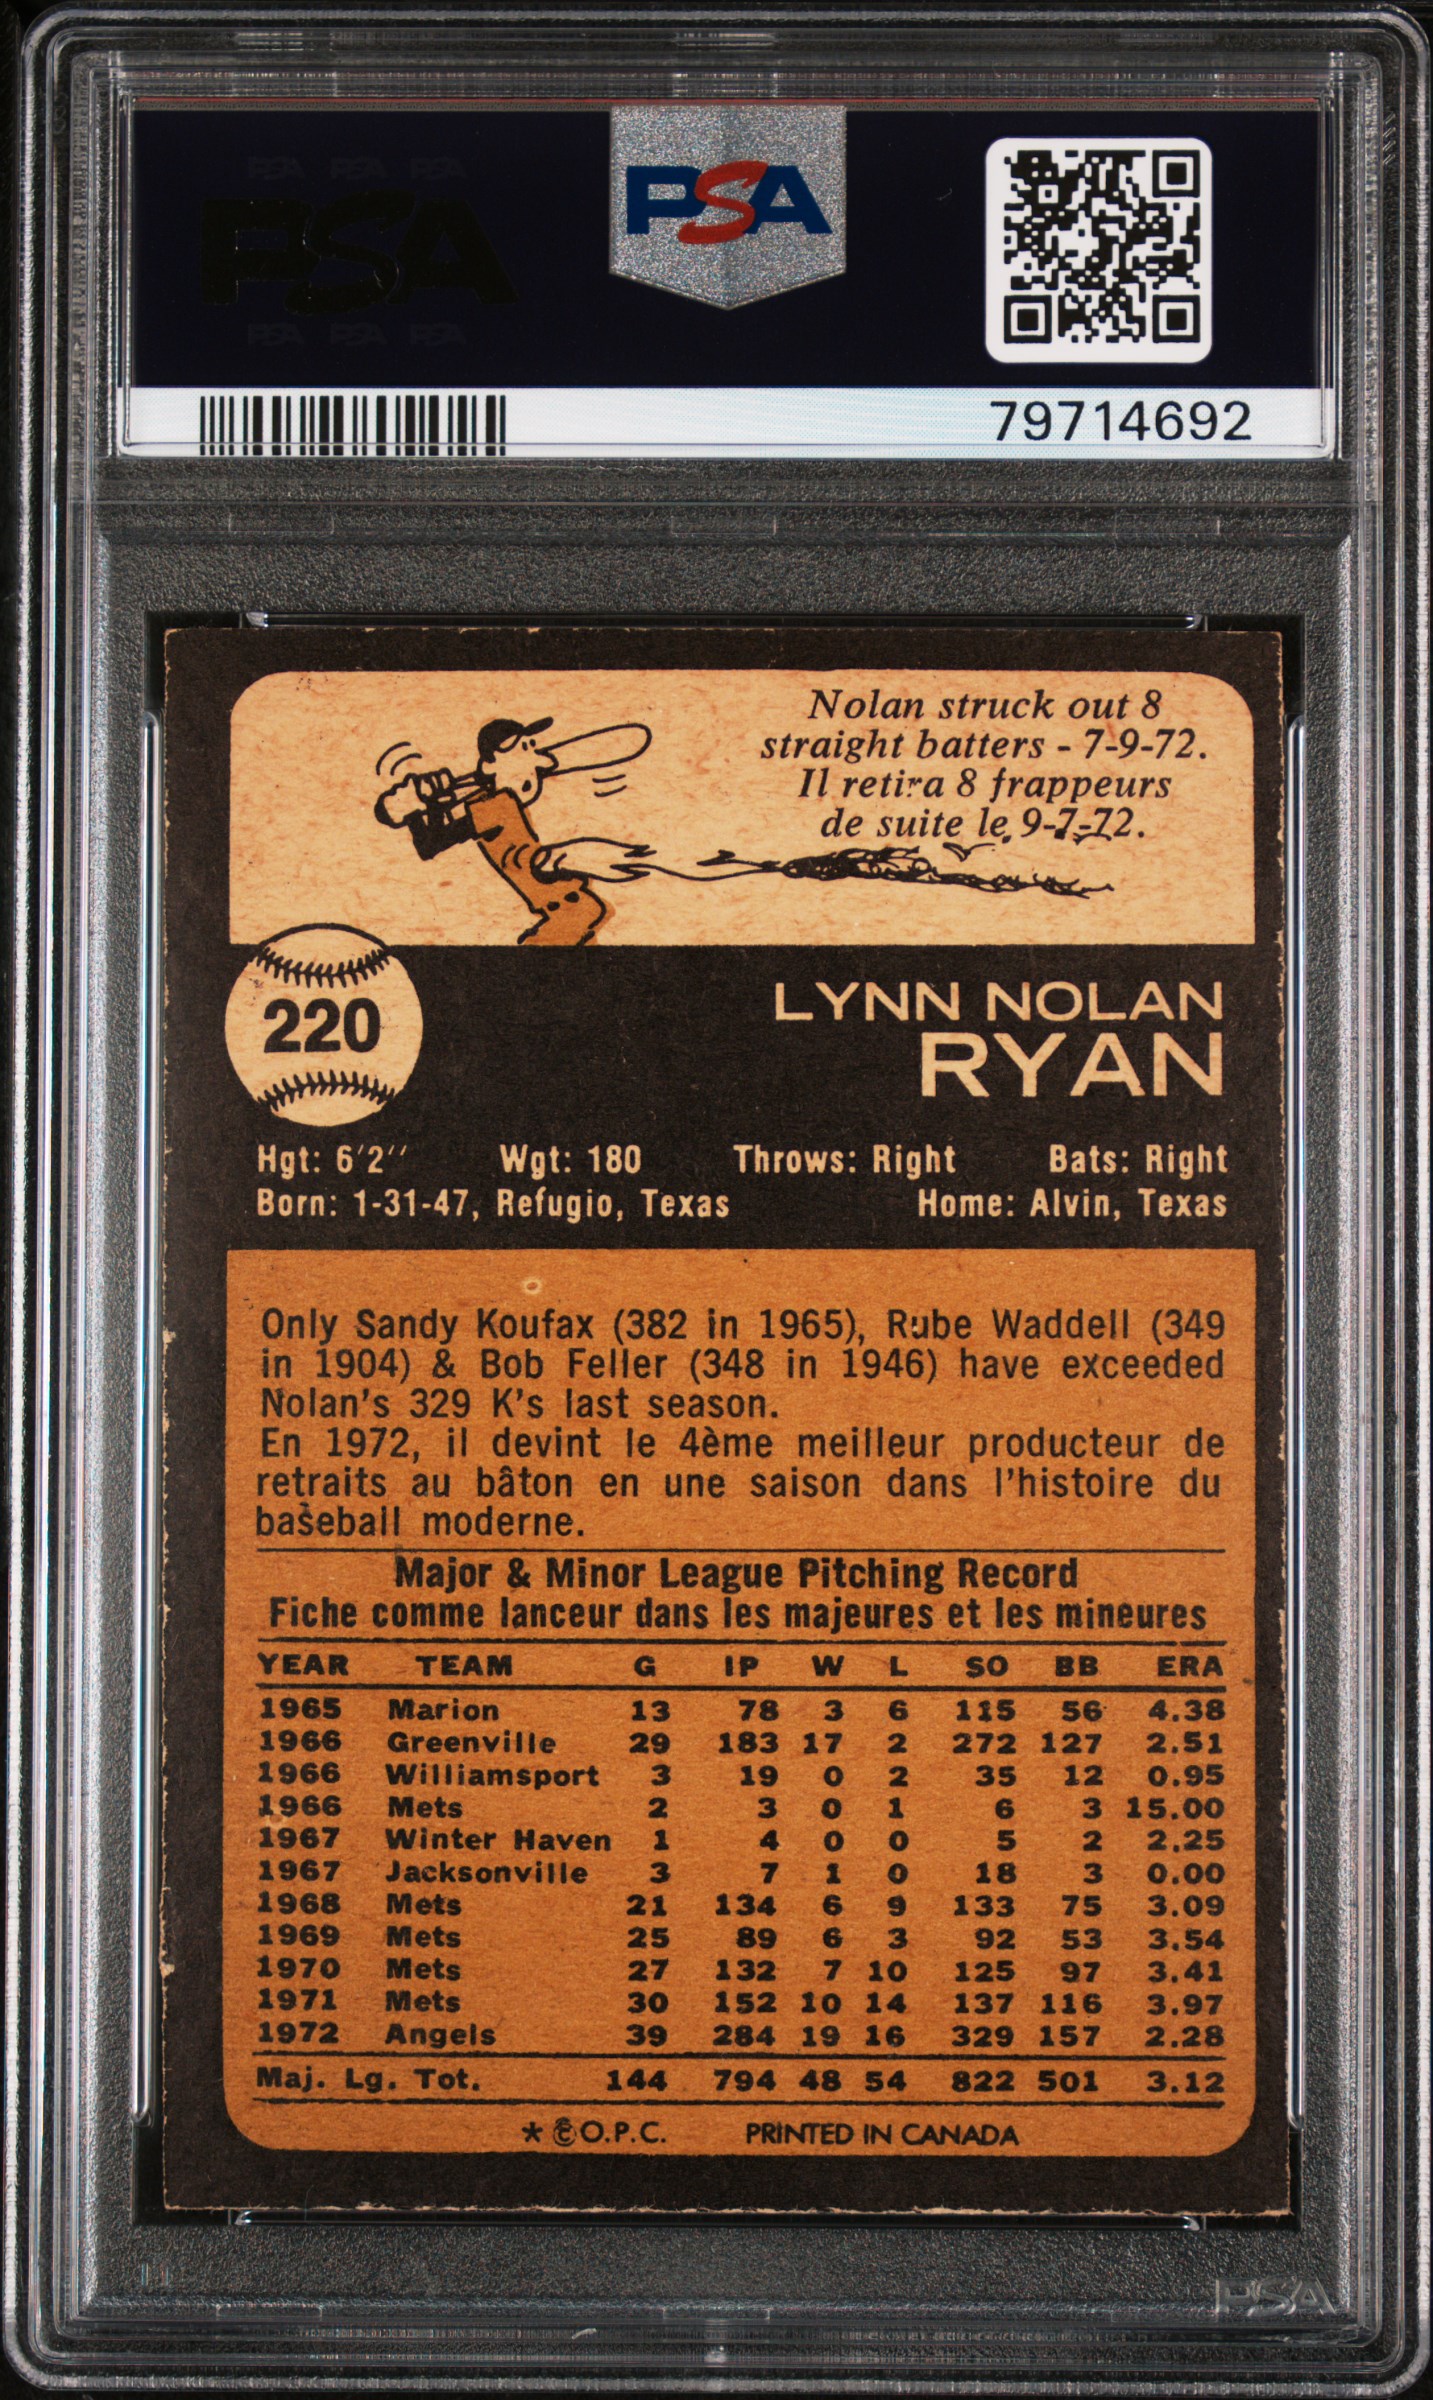 PSA PSA PSA
PSA
PSA PSA PSA
PSA
79714692
Nolan struck out 8
straight batters - 7-9-72.
Il retira 8 frappeurs
de suite le 9-7-72.
220
LYNN NOLAN
RYAN
Hgt: 6'2'' Wgt: 180 Throws: Right Bats: Right
Born: 1-31-47, Refugio, Texas Home: Alvin, Texas
Only Sandy Koufax (382 in 1965), Rube Waddell (349
in 1904) & Bob Feller (348 in 1946) have exceeded
Nolan's 329 K's last season.
En 1972, il devint le 4ème meilleur producteur de
retraits au bâton en une saison dans l'histoire du
baseball moderne.
Major & Minor League Pitching Record
Fiche comme lanceur dans les majeures et les mineures
YEAR TEAM G IP W L SO BB ERA
1965 Marion 13 78 3 6 115 56 4.38
1966 Greenville 29 183 17 2 272 127 2.51
1966 Williamsport 3 19 0 2 35 12 0.95
1966 Mets 2 3 0 1 6 3 15.00
1967 Winter Haven 1 4 0 0 5 2 2.25
1967 Jacksonville 3 7 1 0 18 3 0.00
1968 Mets 21 134 6 9 133 75 3.09
1969 Mets 25 89 6 3 92 53 3.54
1970 Mets 27 132 7 10 125 97 3.41
1971 Mets 30 152 10 14 137 116 3.97
1972 Angels 39 284 19 16 329 157 2.28
Maj. Lg. Tot. 144 794 48 54 822 501 3.12
* © O.P.C. PRINTED IN CANADA
PSA